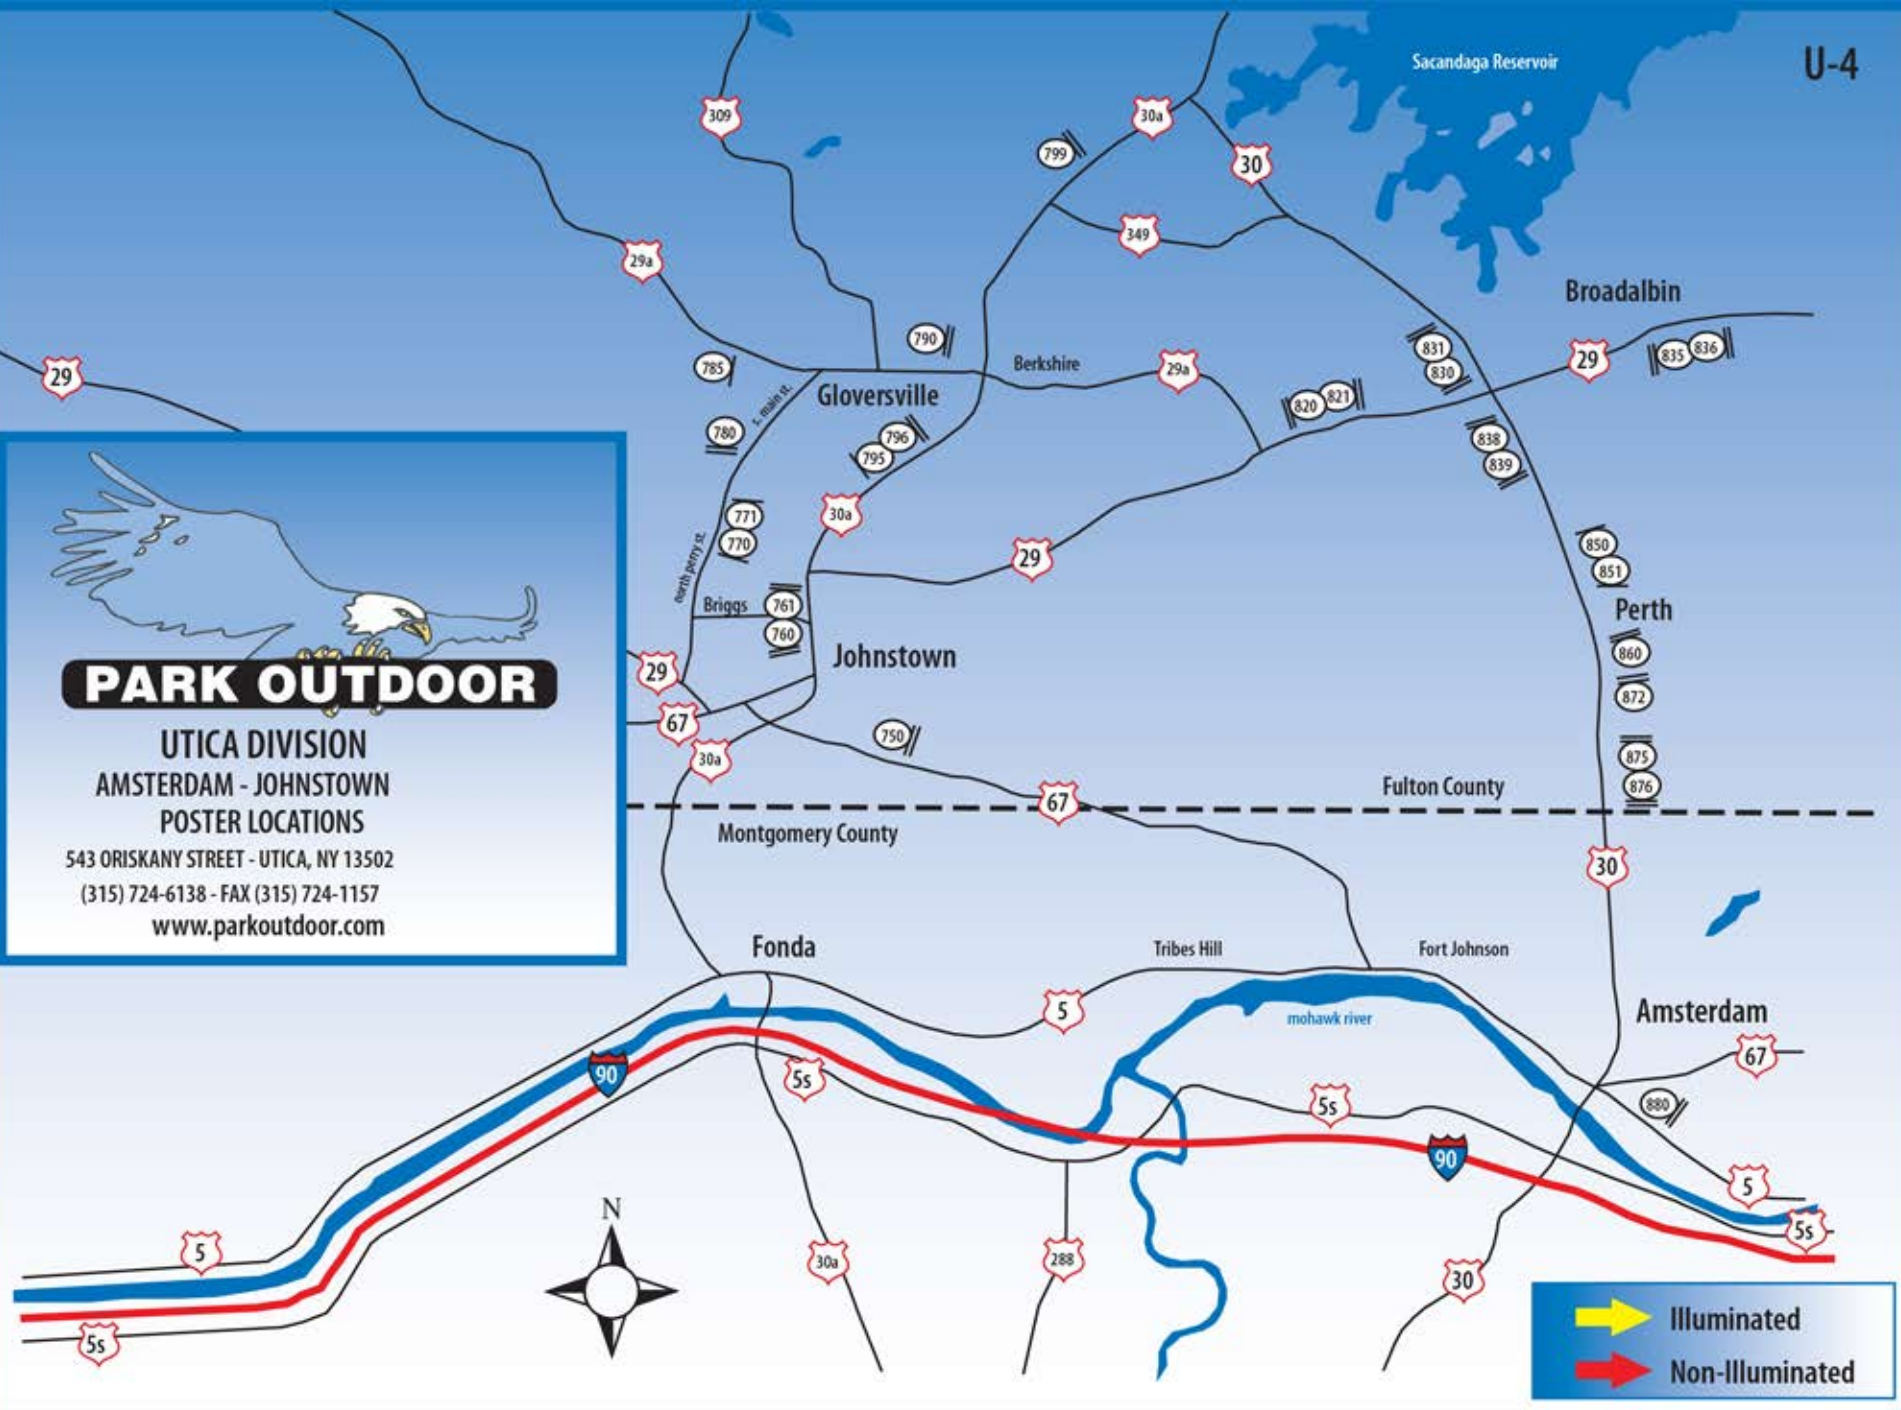 Sacandaga Reservoir
U-4
309
30a
799
30
349
29a
Broadalbin
790
831
830
29
835
836
785
Berkshire
29a
29
s. main st.
Gloversville
820
821
780
796
795
838
839
771
770
30a
north perry st.
29
850
851
Briggs
761
760
Perth
Johnstown
860
29
872
67
750
30a
875
876
Fulton County
67
Montgomery County
30
PARK OUTDOOR
UTICA DIVISION
AMSTERDAM - JOHNSTOWN
POSTER LOCATIONS
543 ORISKANY STREET - UTICA, NY 13502
(315) 724-6138 - FAX (315) 724-1157
www.parkoutdoor.com
Fonda
Tribes Hill
Fort Johnson
5
mohawk river
Amsterdam
67
90
5s
5s
880
90
5
5s
N
5
30a
288
30
5s
Illuminated
Non-Illuminated